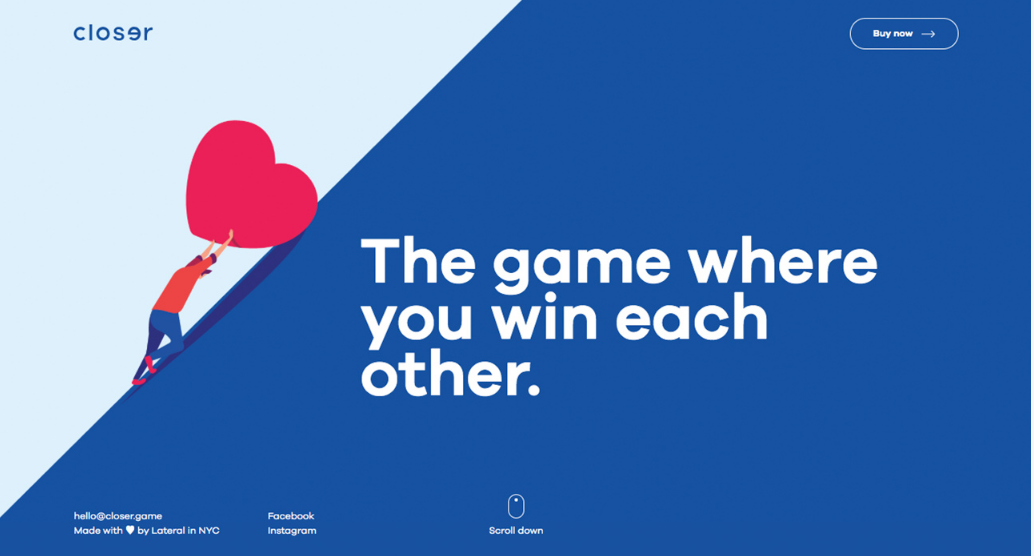 closer
Buy now
The game where
you win each
other.
hello@closer.game
Made with by Lateral in NYC
Facebook
Instagram
Scroll down